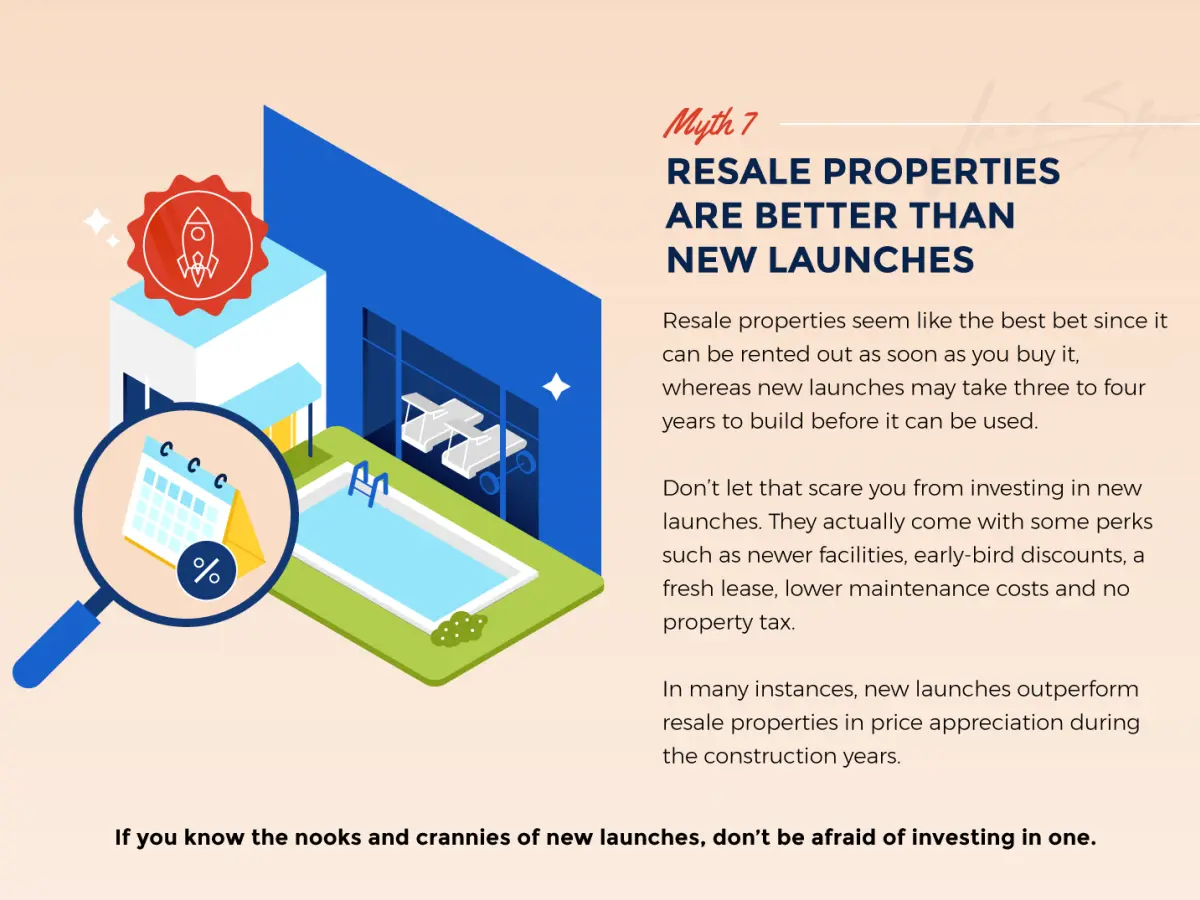 Myth 7
RESALE PROPERTIES
ARE BETTER THAN
NEW LAUNCHES
Resale properties seem like the best bet since it
can be rented out as soon as you buy it,
whereas new launches may take three to four
years to build before it can be used.
Don't let that scare you from investing in new
launches. They actually come with some perks
such as newer facilities, early-bird discounts, a
fresh lease, lower maintenance costs and no
property tax.
In many instances, new launches outperform
resale properties in price appreciation during
the construction years.
%
If you know the nooks and crannies of new launches, don't be afraid of investing in one.